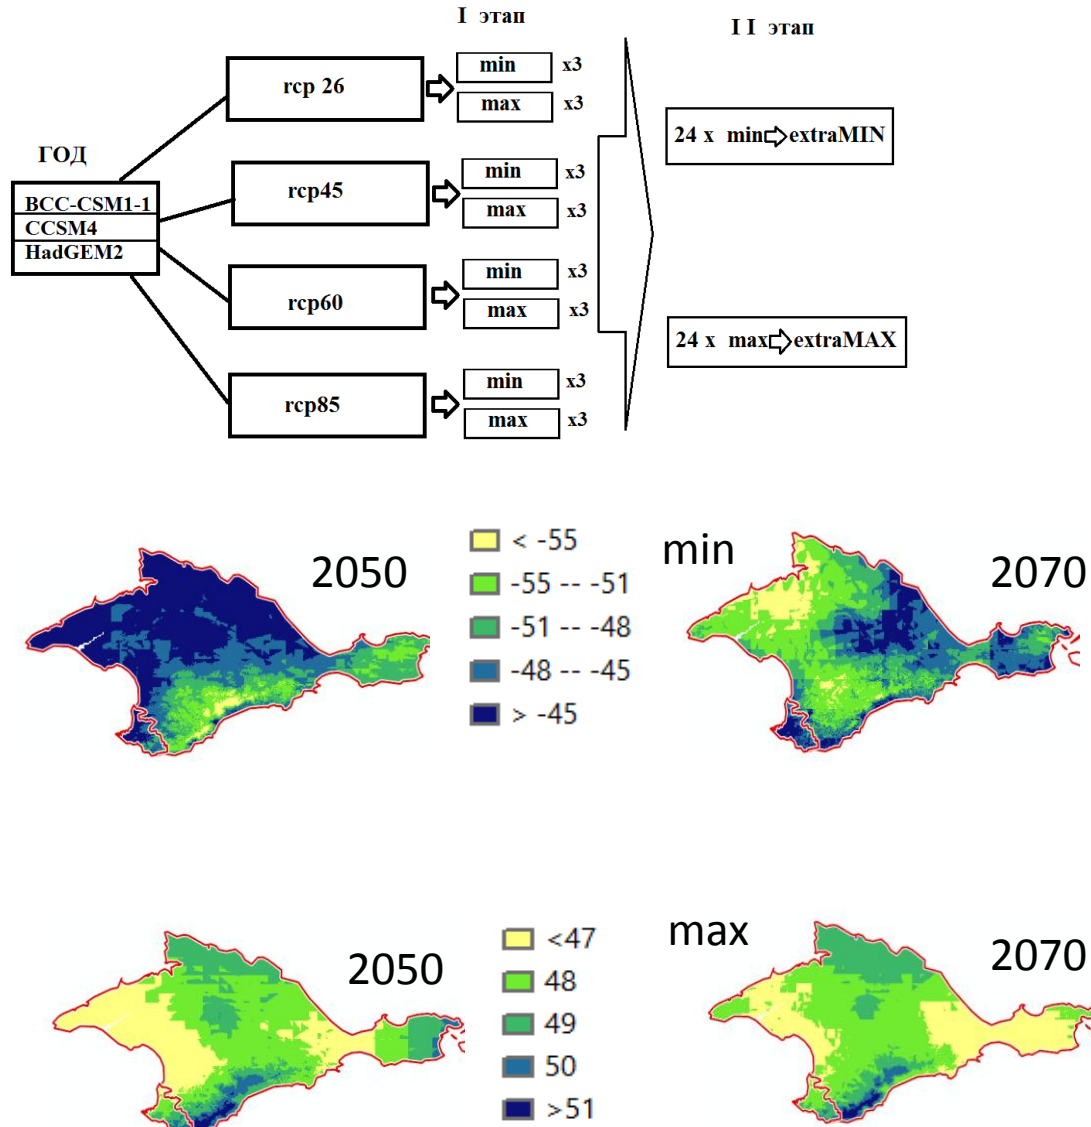 I этап
I I этап
ГОД
BCC-CSM1-1
CCSM4
HadGEM2
rcp 26
min x3
max x3
rcp45
min x3
max x3
rcp60
min x3
max x3
rcp85
min x3
max x3
24 x min extraMIN
24 x max extraMAX
2050
< -55
-55 -- -51
-51 -- -48
-48 -- -45
> -45
min
2070
2050
<47
48
49
50
>51
max
2070